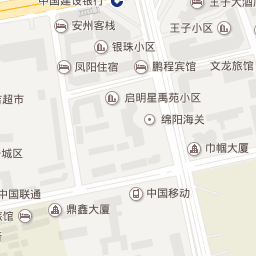 中国建设银行
王子大酒店
安州客栈
王子小区
银珠小区
凤阳住宿
鹏程宾馆
文龙旅馆
启明星禹苑小区
吉超市
绵阳海关
巾帼大厦
城区
中国联通
中国移动
旅馆
鼎鑫大厦